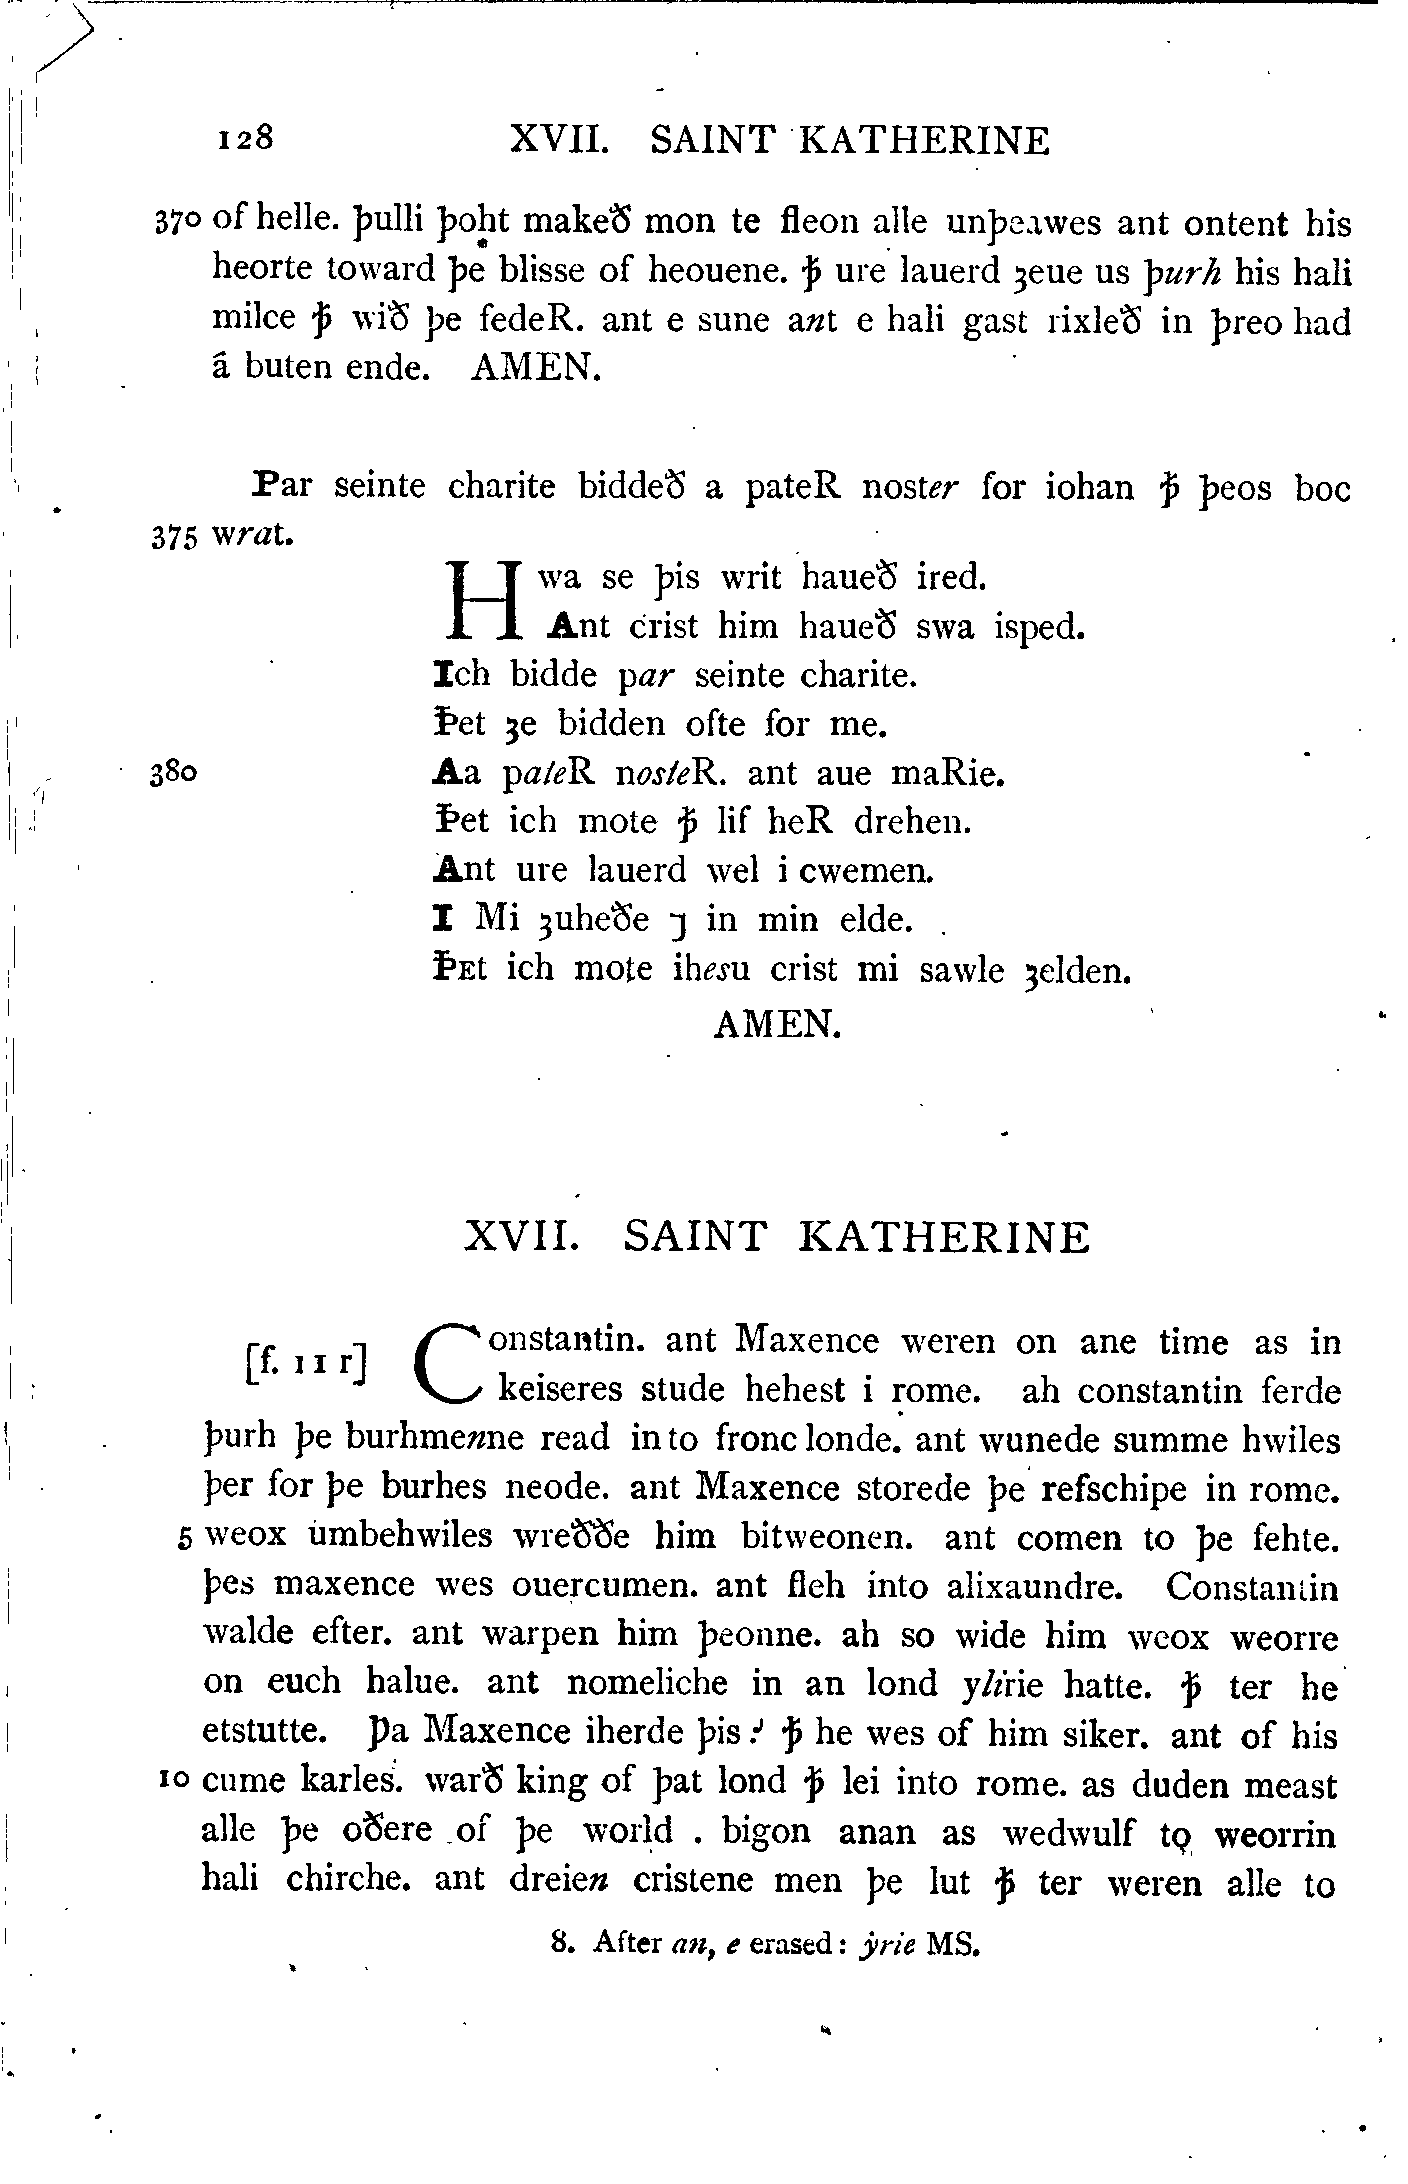 128 XVII. SAINT KATHERINE
370 of helle. þulli þoht makeð mon te fleon alle unþeawes ant ontent his
heorte toward þe blisse of heouene. ꝥ ure lauerd ȝeue us þurh his hali
milce ꝥ wið þe fedeR. ant e sune ant e hali gast rixleð in þreo had
á buten ende. AMEN.
Par seinte charite biddeð a pateR noster for iohan ꝥ þeos boc
375 wrat.
Hwa se þis writ haueð ired.
Ant crist him haueð swa isped.
Ich bidde par seinte charite.
Þet ȝe bidden ofte for me.
380 Aa pateR nosteR. ant aue maRie.
Þet ich mote ꝥ lif heR drehen.
Ant ure lauerd wel i cwemen.
I Mi ȝuheðe ⁊ in min elde.
ÞEt ich mote ihesu crist mi sawle ȝelden.
AMEN.
XVII. SAINT KATHERINE
[f. 11 r] Constantin. ant Maxence weren on ane time as in
keiseres stude hehest i rome. ah constantin ferde
þurh þe burhmenne read in to fronc londe. ant wunede summe hwiles
þer for þe burhes neode. ant Maxence storede þe refschipe in rome.
5 weox umbehwiles wreððe him bitweonen. ant comen to þe fehte.
þes maxence wes ouercumen. ant fleh into alixaundre. Constantin
walde efter. ant warpen him þeonne. ah so wide him weox weorre
on euch halue. ant nomeliche in an lond ylirie hatte. ꝥ ter he
etstutte. Þa Maxence iherde þis ⹎ ꝥ he wes of him siker. ant of his
10 cume karles. warð king of þat lond ꝥ lei into rome. as duden meast
alle þe oðere of þe world . bigon anan as wedwulf to weorrin
hali chirche. ant dreien cristene men þe lut ꝥ ter weren alle to
8. After an, e erased: ẏrie MS.